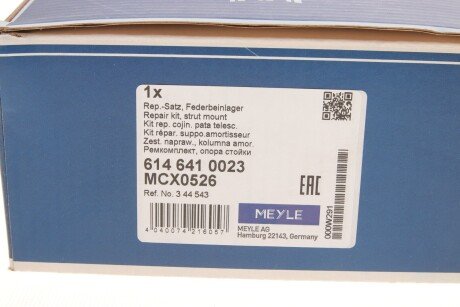 1x
Rep.-Satz, Federbeinlager
Repair kit, strut mount
Kit rep. cojin. pata telesc.
Kit répar. suppo.amortisseur
Zest. napraw., kolumna amor.
Ремкомплект, опора стойки
614 641 0023
MCX0526
Ref. No. 3 44 543
EAC
MEYLE
MEYLE AG
Hamburg 22143, Germany
4 040074 216057
000W291